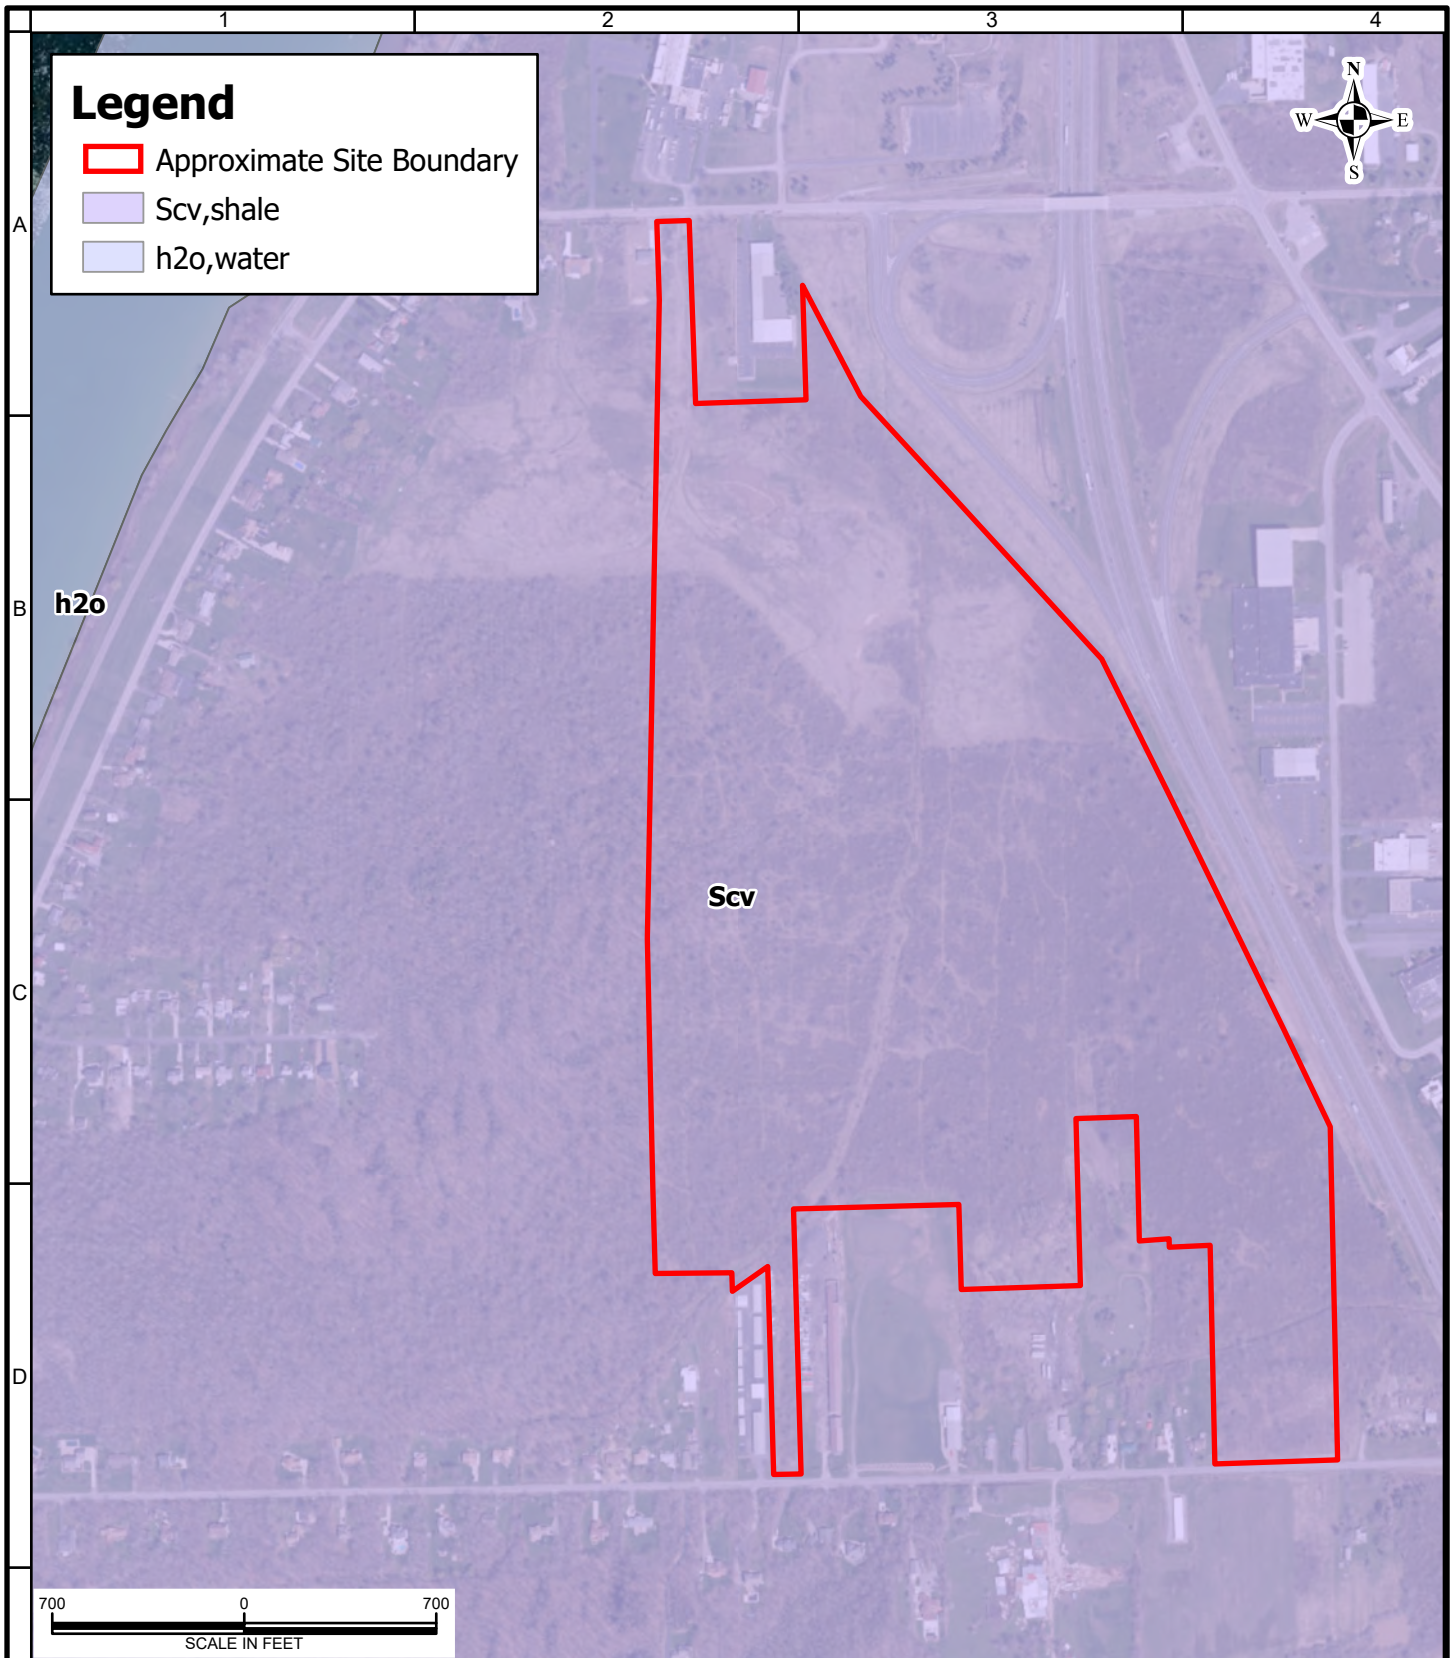 1 2 3 4
Legend
Approximate Site Boundary
Scv,shale
h2o,water
N
W E
S
A
B
h2o
Scv
C
D
700 0 700
SCALE IN FEET